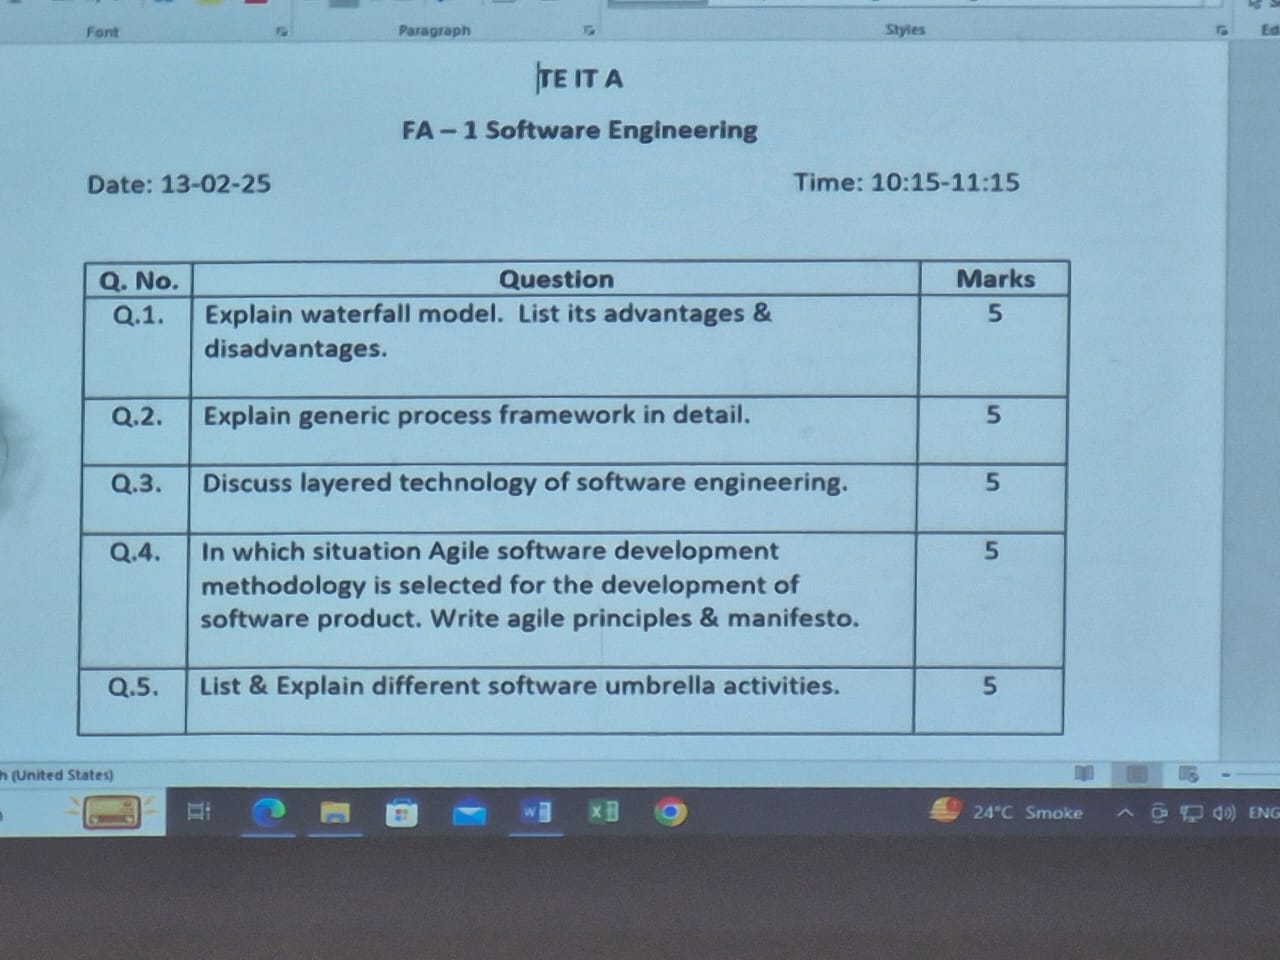 Font Paragraph Styles Ed
TE IT A
FA – 1 Software Engineering
Date: 13-02-25 Time: 10:15-11:15
Q. No. Question Marks
Q.1. Explain waterfall model. List its advantages & 5
disadvantages.
Q.2. Explain generic process framework in detail. 5
Q.3. Discuss layered technology of software engineering. 5
Q.4. In which situation Agile software development 5
methodology is selected for the development of
software product. Write agile principles & manifesto.
Q.5. List & Explain different software umbrella activities. 5
h (United States)
24°C Smoke ENG